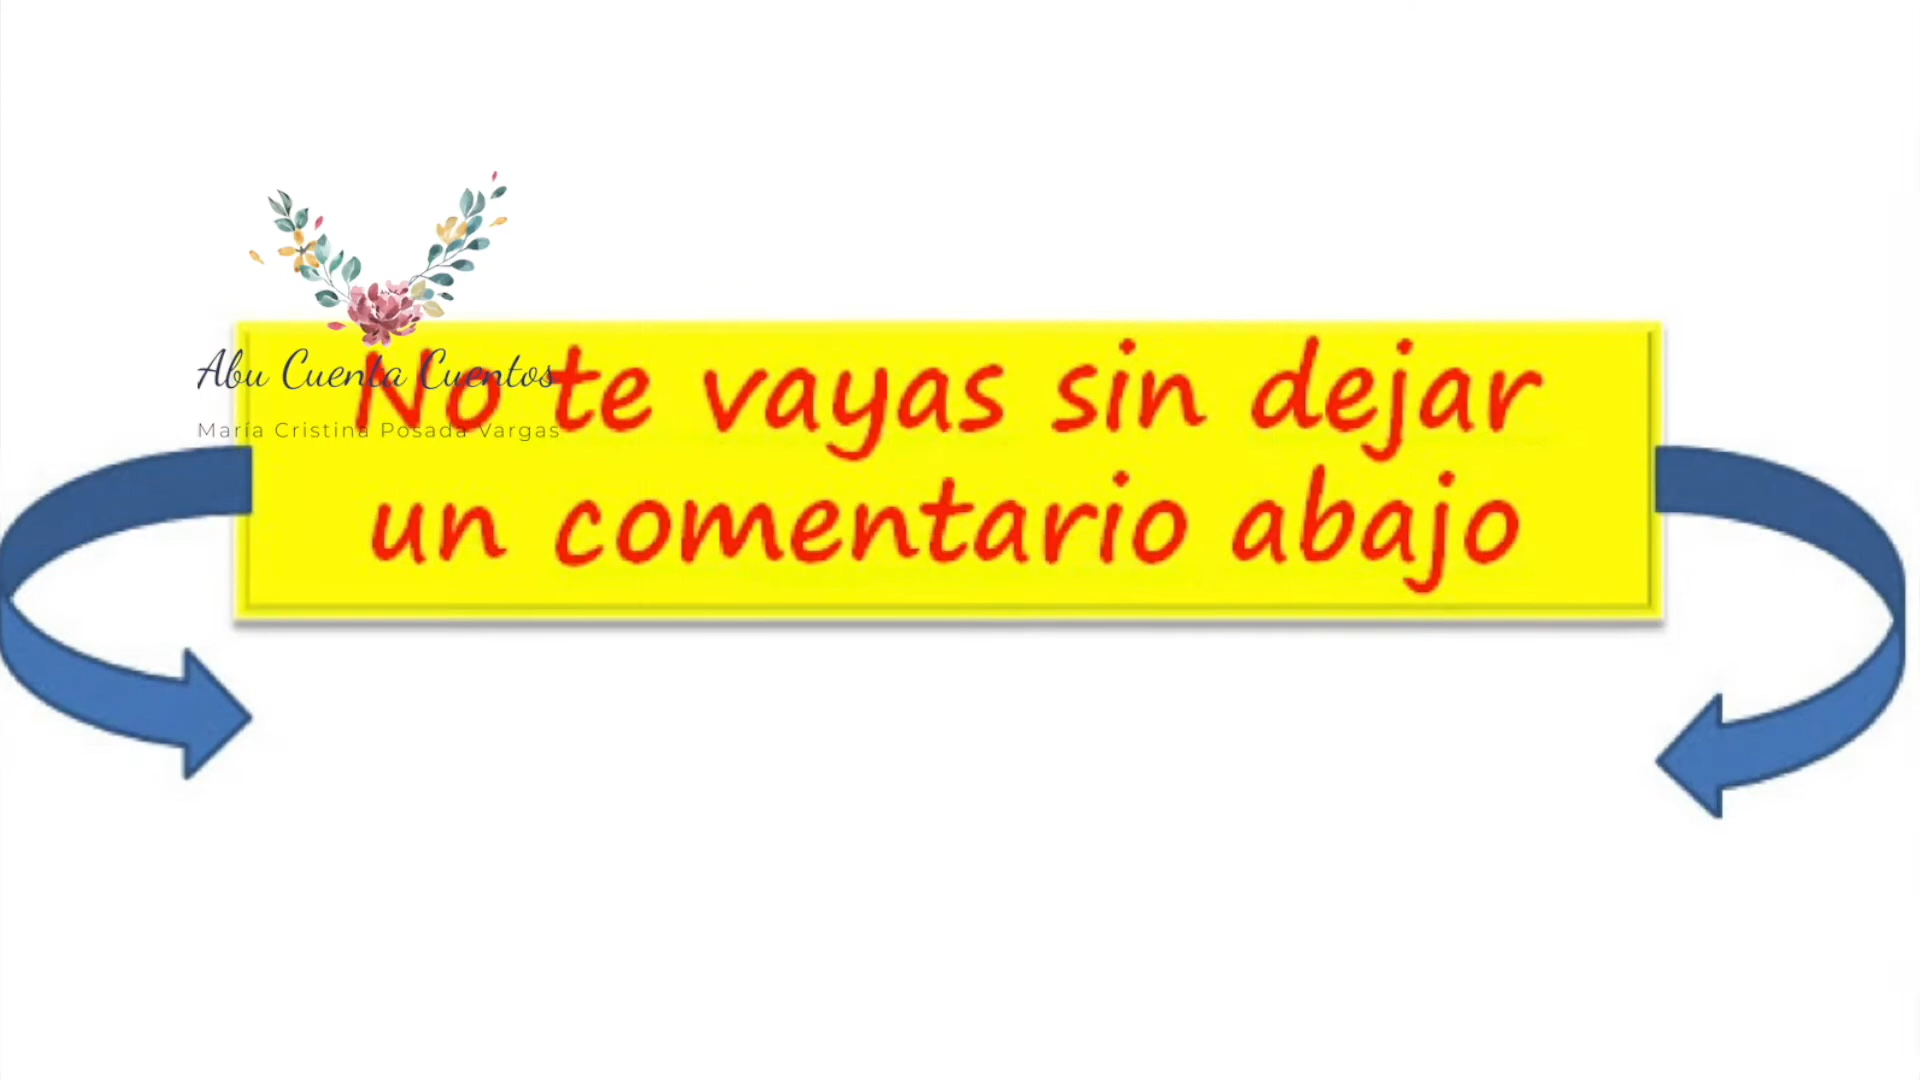 Abu Cuenta Cuentos
María Cristina Posada Vargas
No te vayas sin dejar
un comentario abajo